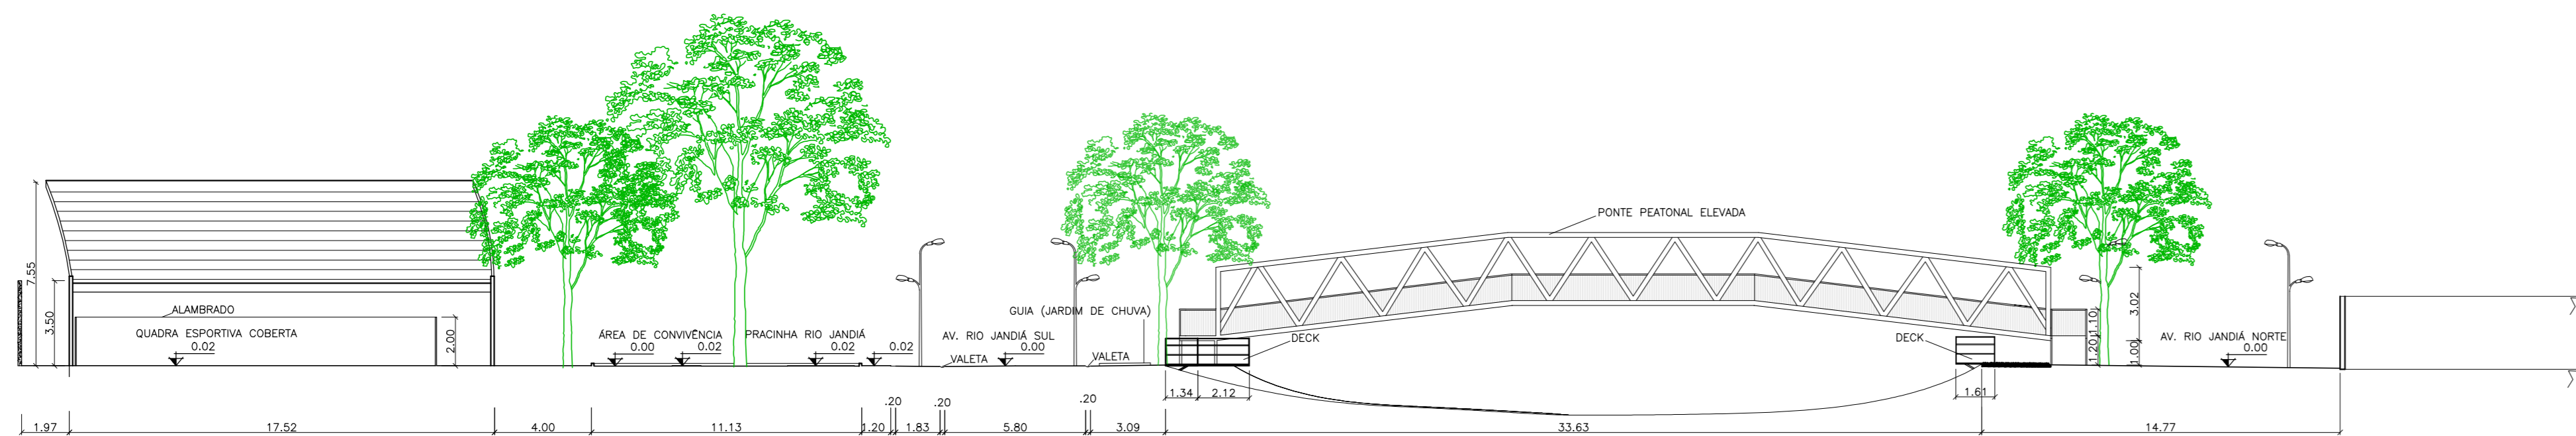 PONTE PEATONAL ELEVADA
7.55
3.50
ALAMBRADO
QUADRA ESPORTIVA COBERTA
0.02
2.00
ÁREA DE CONVIVÊNCIA
0.00
0.02
PRACINHA RIO JANDIÁ
0.02
0.02
AV. RIO JANDIÁ SUL
0.00
VALETA
GUIA (JARDIM DE CHUVA)
VALETA
DECK
DECK
3.02
1.10
1.20
1.00
AV. RIO JANDIÁ NORTE
0.00
1.34
2.12
1.61
.20
.20
.20
1.97
17.52
4.00
11.13
1.20
1.83
5.80
3.09
33.63
14.77